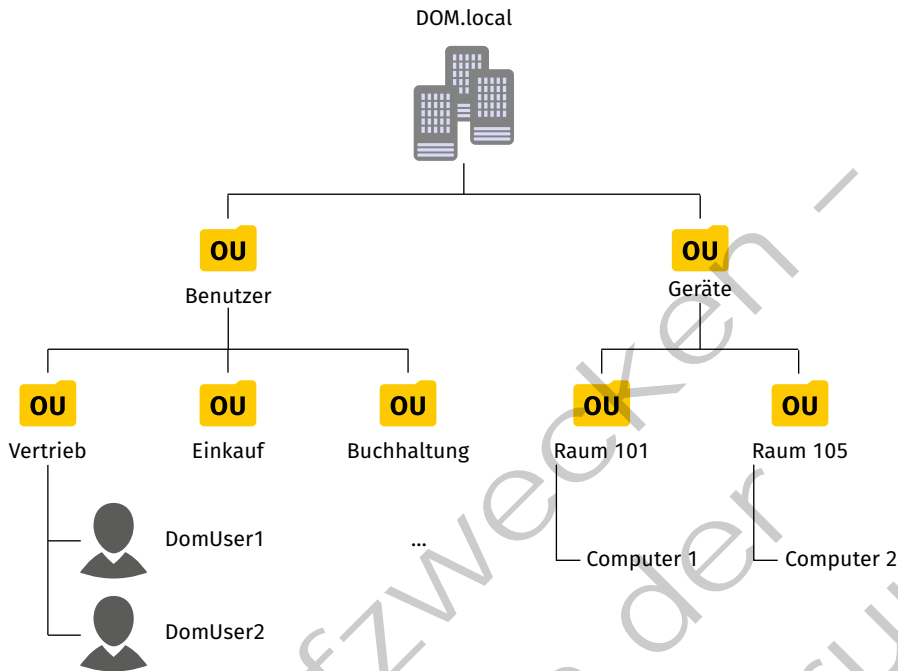 DOM.local
OU
OU
Benutzer
Geräte
OU
OU
OU
OU
OU
Vertrieb
Einkauf
Buchhaltung
Raum 101
Raum 105
DomUser1
...
Computer 1
Computer 2
DomUser2